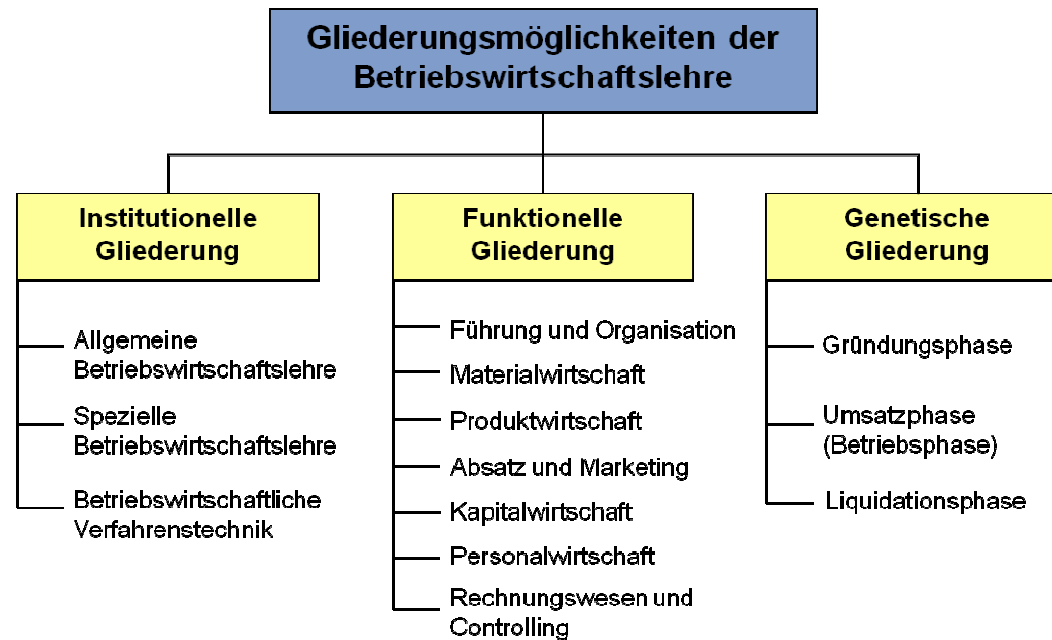 Gliederungsmöglichkeiten der
Betriebswirtschaftslehre
Institutionelle
Gliederung
Allgemeine
Betriebswirtschaftslehre
Spezielle
Betriebswirtschaftslehre
Betriebswirtschaftliche
Verfahrenstechnik
Funktionelle
Gliederung
Führung und Organisation
Materialwirtschaft
Produktwirtschaft
Absatz und Marketing
Kapitalwirtschaft
Personalwirtschaft
Rechnungswesen und
Controlling
Genetische
Gliederung
Gründungsphase
Umsatzphase
(Betriebsphase)
Liquidationsphase